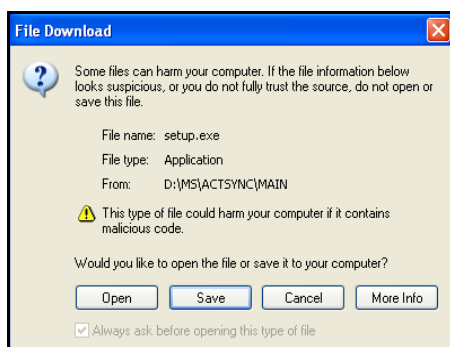 File Download
Some files can harm your computer. If the file information below
looks suspicious, or you do not fully trust the source, do not open or
save this file.
File name: setup.exe
File type: Application
From: D:\MS\ACTSYNC\MAIN
This type of file could harm your computer if it contains
malicious code.
Would you like to open the file or save it to your computer?
Open Save Cancel More Info
Always ask before opening this type of file